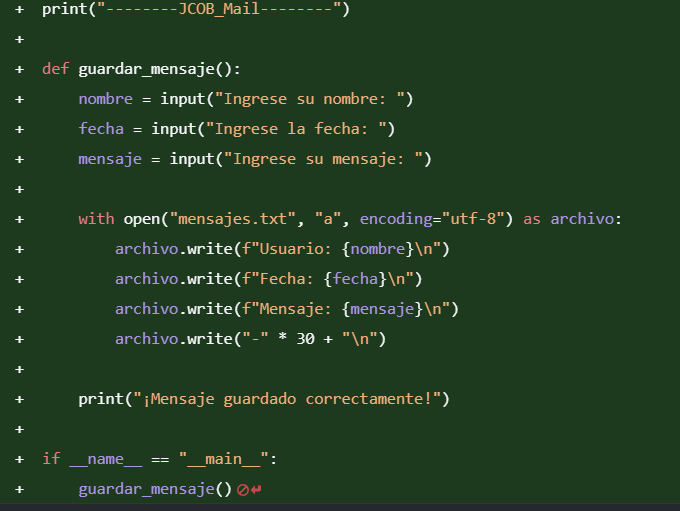 + print("--------JCOB_Mail--------")
+
+ def guardar_mensaje():
+     nombre = input("Ingrese su nombre: ")
+     fecha = input("Ingrese la fecha: ")
+     mensaje = input("Ingrese su mensaje: ")
+
+     with open("mensajes.txt", "a", encoding="utf-8") as archivo:
+         archivo.write(f"Usuario: {nombre}\n")
+         archivo.write(f"Fecha: {fecha}\n")
+         archivo.write(f"Mensaje: {mensaje}\n")
+         archivo.write("-" * 30 + "\n")
+
+     print("¡Mensaje guardado correctamente!")
+
+ if __name__ == "__main__":
+     guardar_mensaje()